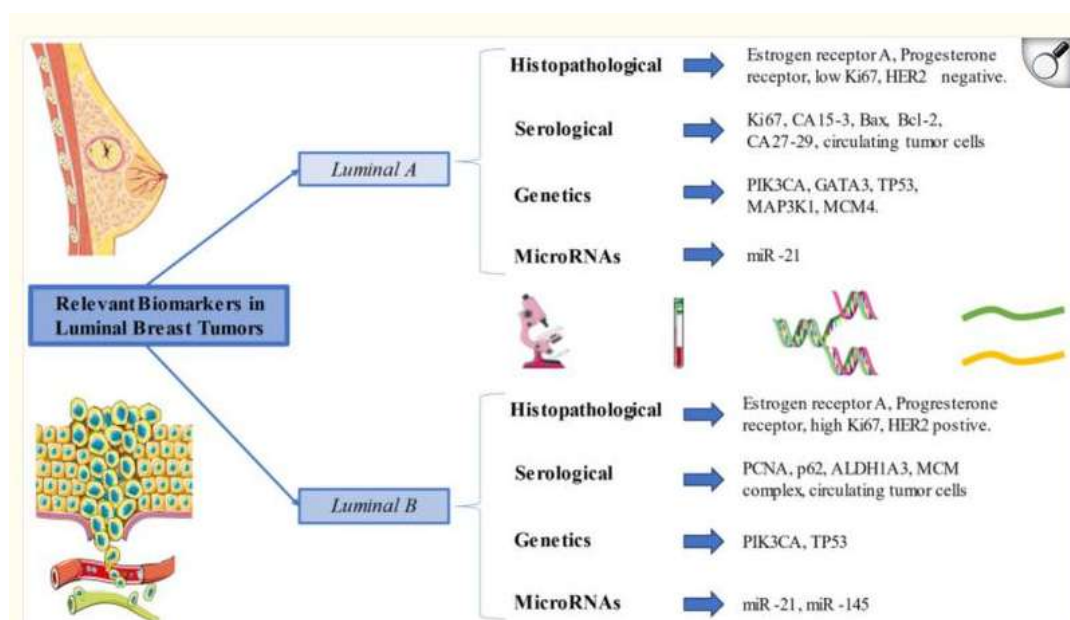 Histopathological
Estrogen receptor A, Progesterone
receptor, low Ki67, HER2 negative.
Serological
Ki67, CA15-3, Bax, Bcl-2,
CA27-29, circulating tumor cells
Luminal A
Genetics
PIK3CA, GATA3, TP53,
MAP3K1, MCM4.
MicroRNAs
miR-21
Relevant Biomarkers in
Luminal Breast Tumors
Histopathological
Estrogen receptor A, Progresterone
receptor, high Ki67, HER2 postive.
Serological
PCNA, p62, ALDH1A3, MCM
complex, circulating tumor cells
Luminal B
Genetics
PIK3CA, TP53
MicroRNAs
miR-21, miR-145